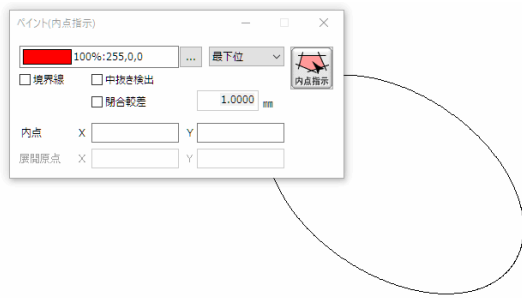 ペイント(内点指示)
100%:255,0,0 ... 最下位
内点指示
境界線 中抜き検出
閉合較差 1.0000 mm
内点 X Y
展開原点 X Y